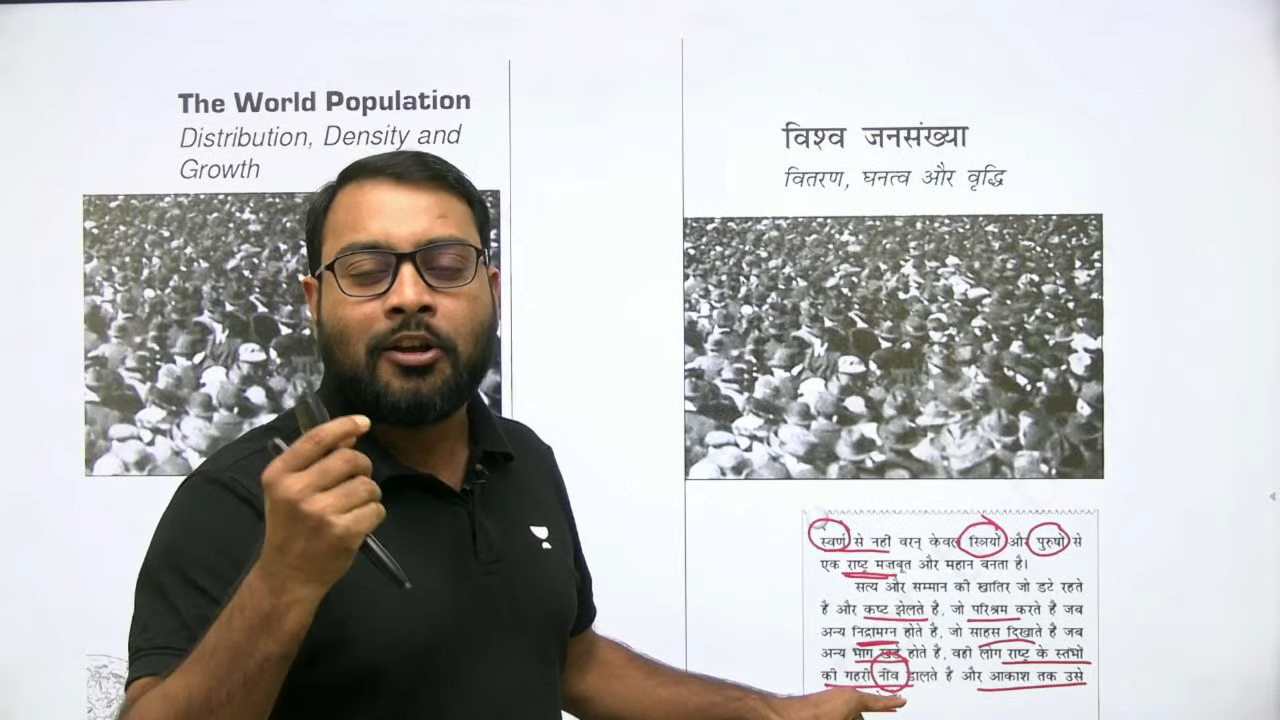 The World Population
Distribution, Density and
Growth
विश्व जनसंख्या
वितरण, घनत्व और वृद्धि
स्वर्ण से नहीं वरन् केवल स्त्रियों और पुरुषों से
एक राष्ट्र मज़बूत और महान बनता है।
सत्य और सम्मान की खातिर जो डटे रहते
है और कष्ट झेलते है, जो परिश्रम करते है जब
अन्य निद्रामग्न होते है, जो साहस दिखाते है जब
अन्य भाग खड़े होते है, वही लोग राष्ट्र के स्तंभों
की गहरी नींव डालते है और आकाश तक उसे